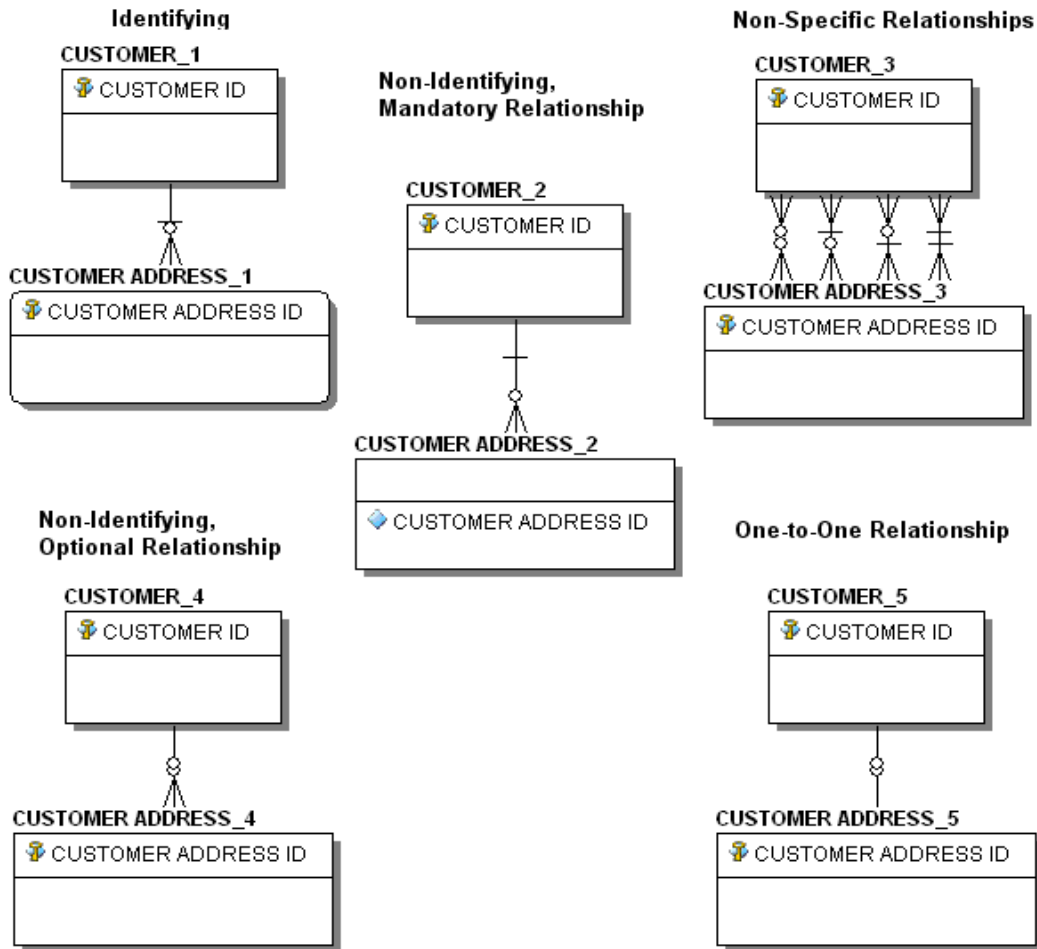 Identifying
CUSTOMER_1
CUSTOMER ID
CUSTOMER ADDRESS_1
CUSTOMER ADDRESS ID
Non-Identifying,
Mandatory Relationship
CUSTOMER_2
CUSTOMER ID
CUSTOMER ADDRESS_2
CUSTOMER ADDRESS ID
Non-Specific Relationships
CUSTOMER_3
CUSTOMER ID
CUSTOMER ADDRESS_3
CUSTOMER ADDRESS ID
Non-Identifying,
Optional Relationship
CUSTOMER_4
CUSTOMER ID
CUSTOMER ADDRESS_4
CUSTOMER ADDRESS ID
One-to-One Relationship
CUSTOMER_5
CUSTOMER ID
CUSTOMER ADDRESS_5
CUSTOMER ADDRESS ID